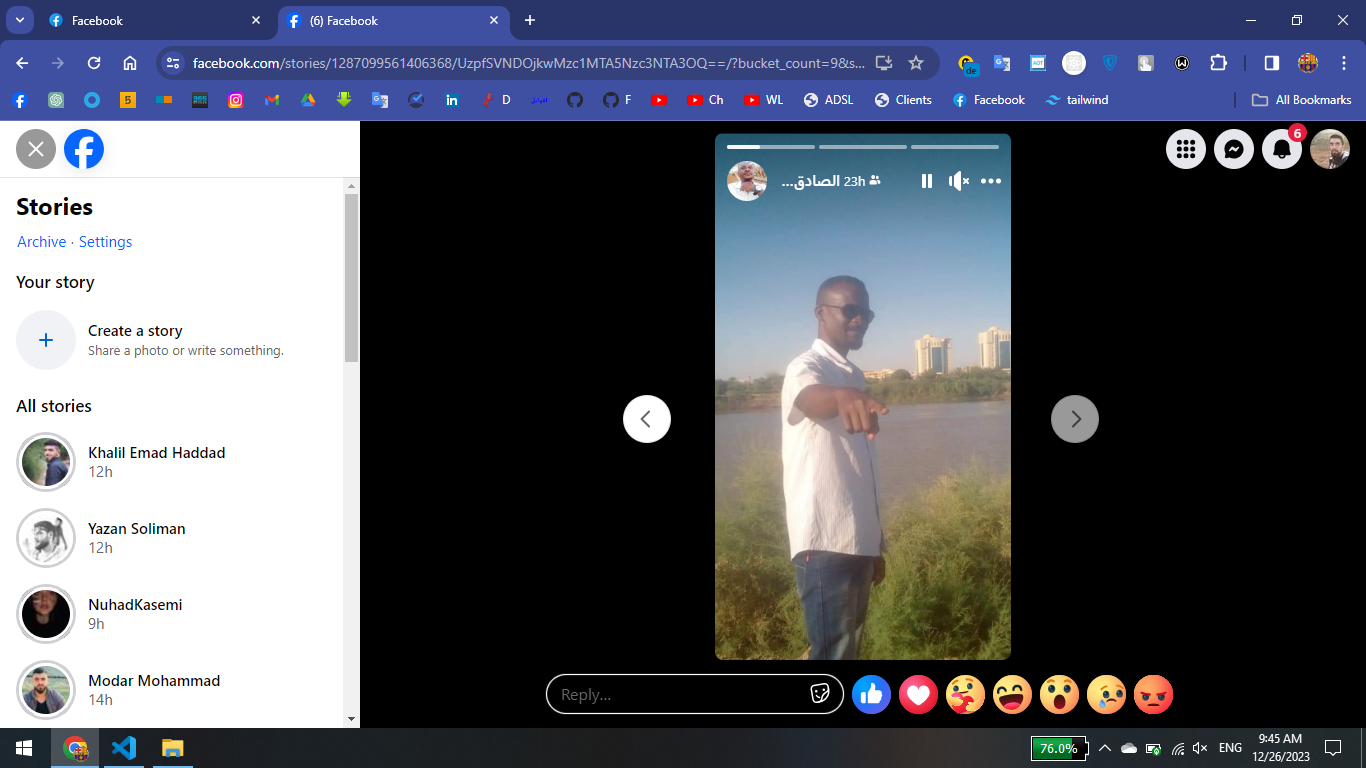 Facebook
(6) Facebook
facebook.com/stories/1287099561406368/UzpfSVNDOjkwMzc1MTA5Nzc3NTA3OQ==/?bucket_count=9&s...
D
F
Ch
WL
ADSL
Clients
Facebook
tailwind
All Bookmarks
Stories
Archive · Settings
Your story
Create a story
Share a photo or write something.
All stories
Khalil Emad Haddad
12h
Yazan Soliman
12h
NuhadKasemi
9h
Modar Mohammad
14h
الصادق...
23h
6
Reply...
76.0%
ENG
9:45 AM
12/26/2023